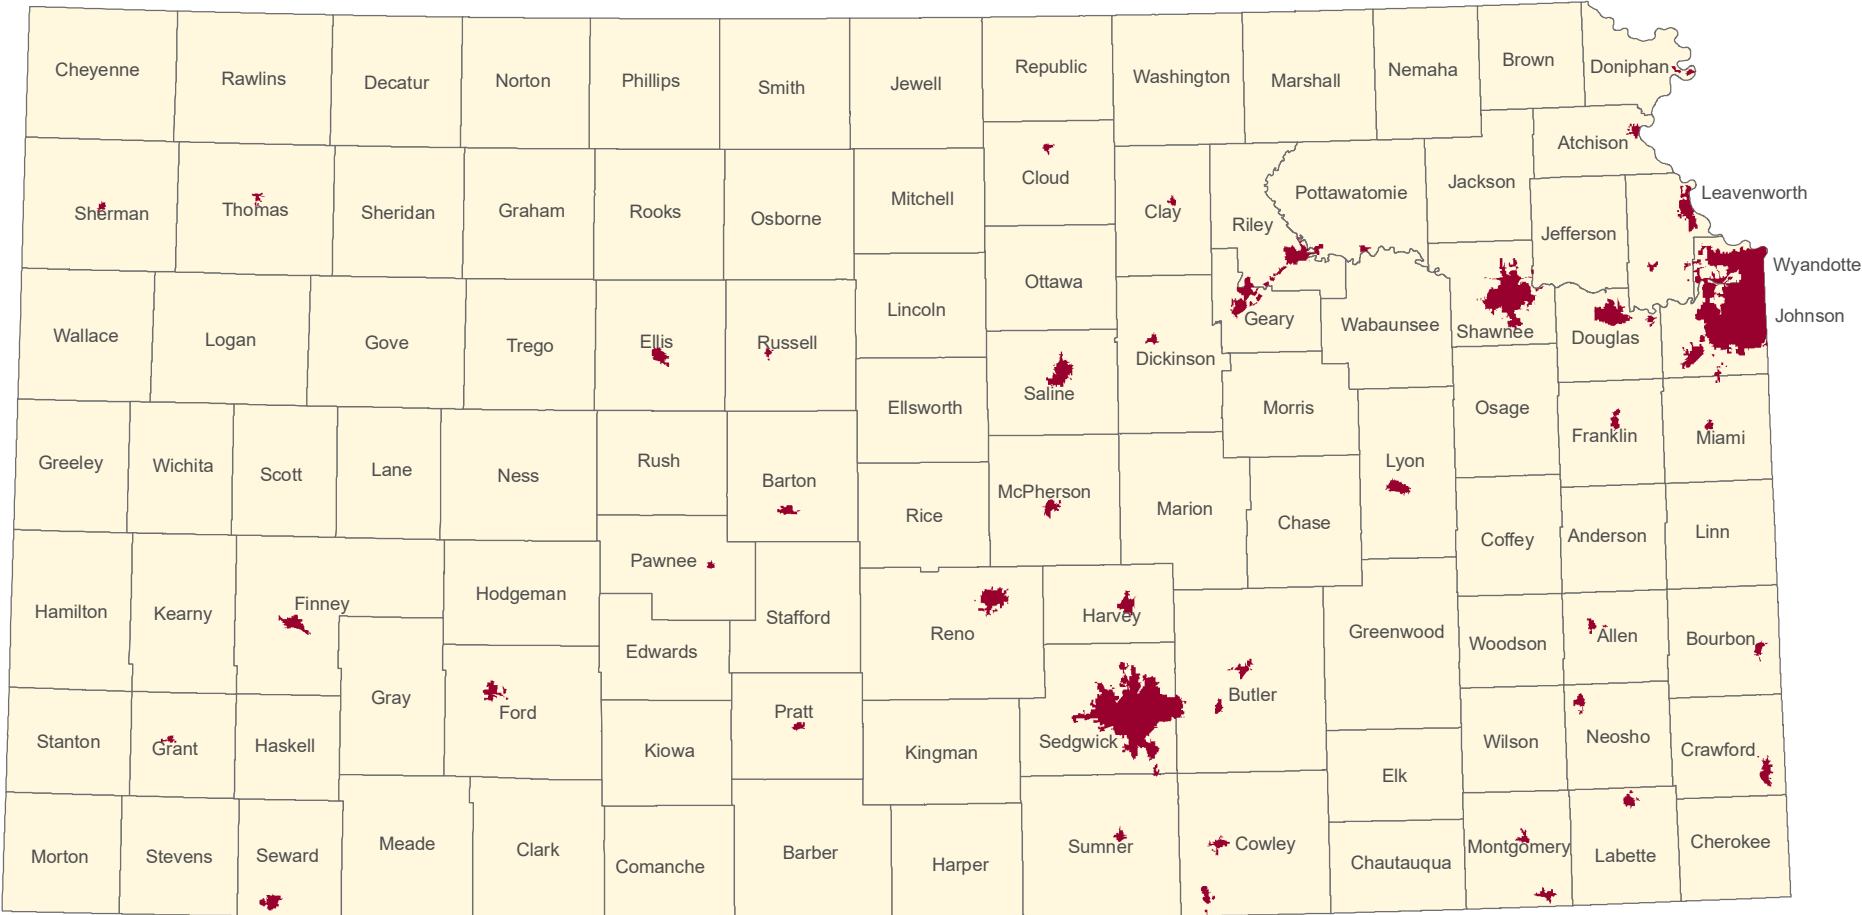 Cheyenne
Rawlins
Decatur
Norton
Phillips
Smith
Jewell
Republic
Washington
Marshall
Nemaha
Brown
Doniphan
Atchison
Sherman
Thomas
Sheridan
Graham
Rooks
Osborne
Mitchell
Cloud
Clay
Riley
Pottawatomie
Jackson
Jefferson
Leavenworth
Wyandotte
Johnson
Wallace
Logan
Gove
Trego
Ellis
Russell
Lincoln
Ottawa
Saline
Dickinson
Geary
Wabaunsee
Shawnee
Douglas
Ellsworth
Morris
Osage
Franklin
Miami
Greeley
Wichita
Scott
Lane
Ness
Rush
Barton
Rice
McPherson
Marion
Chase
Lyon
Coffey
Anderson
Linn
Hamilton
Kearny
Finney
Hodgeman
Pawnee
Stafford
Edwards
Reno
Harvey
Greenwood
Woodson
Allen
Bourbon
Gray
Ford
Pratt
Butler
Stanton
Grant
Haskell
Kiowa
Kingman
Sedgwick
Elk
Wilson
Neosho
Crawford
Morton
Stevens
Seward
Meade
Clark
Comanche
Barber
Harper
Sumner
Cowley
Chautauqua
Montgomery
Labette
Cherokee